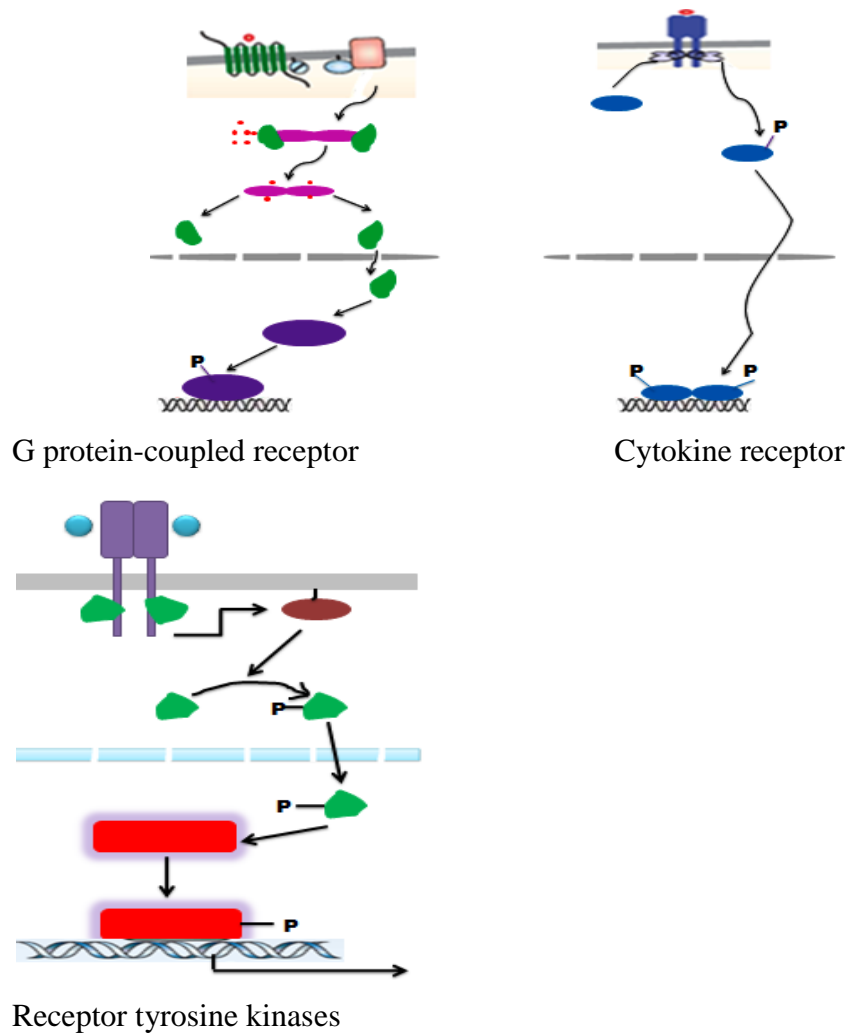 P
P
P
P
G protein-coupled receptor
Cytokine receptor
P
P
P
Receptor tyrosine kinases